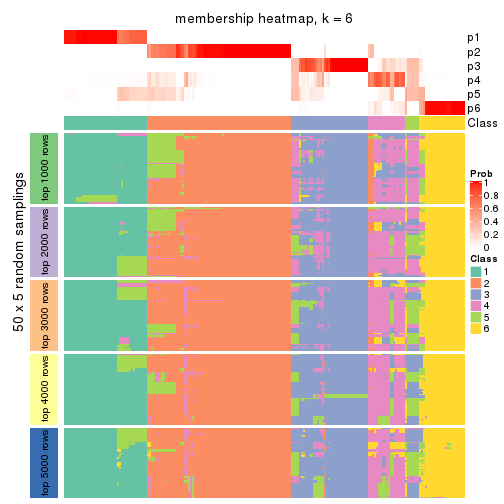 membership heatmap, k = 6
p1
p2
p3
p4
p5
p6
Class
50 x 5 random samplings
top 1000 rows
top 2000 rows
top 3000 rows
top 4000 rows
top 5000 rows
Prob
1
0.8
0.6
0.4
0.2
0
Class
1
2
3
4
5
6